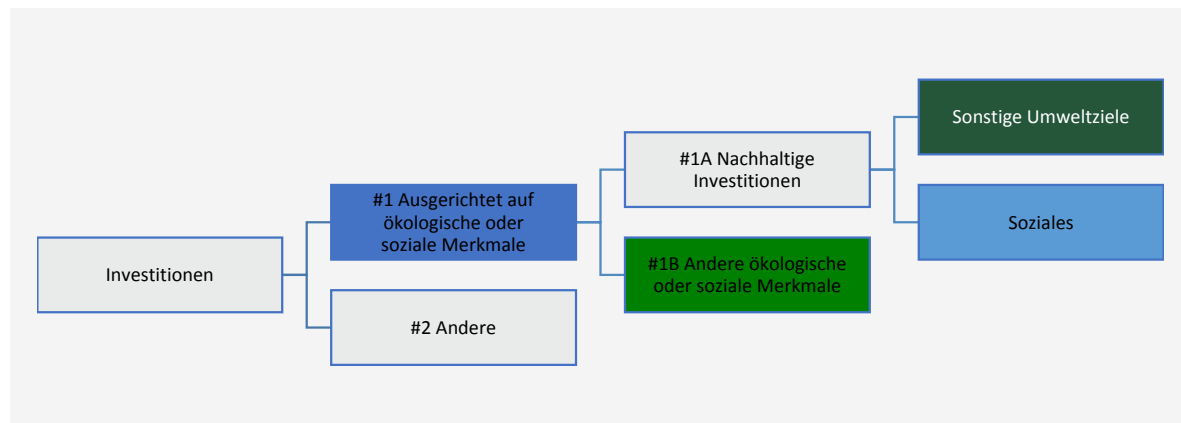 Investitionen
#1 Ausgerichtet auf
ökologische oder
soziale Merkmale
#2 Andere
#1A Nachhaltige
Investitionen
#1B Andere ökologische
oder soziale Merkmale
Sonstige Umweltziele
Soziales